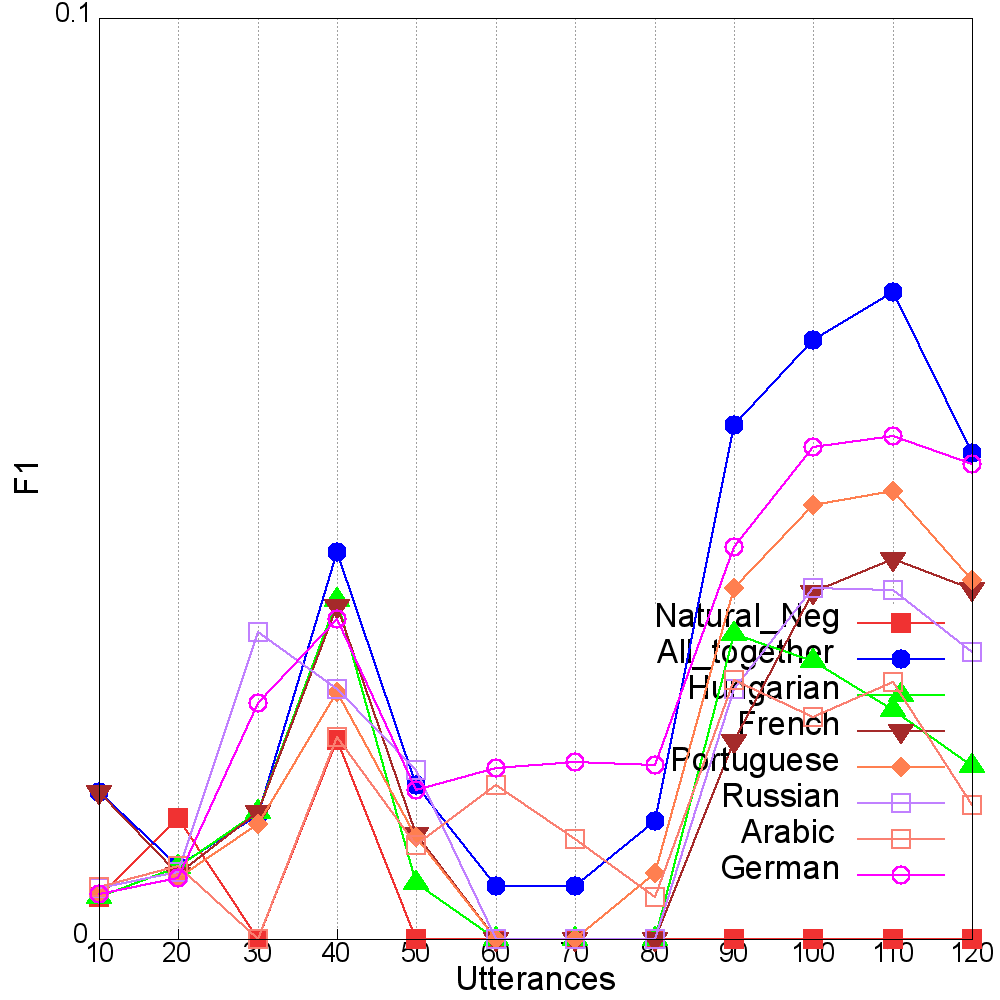 0.1
F1
Natural_Neg
All_together
Hungarian
French
Portuguese
Russian
Arabic
German
0
10 20 30 40 50 60 70 80 90 100 110 120
Utterances